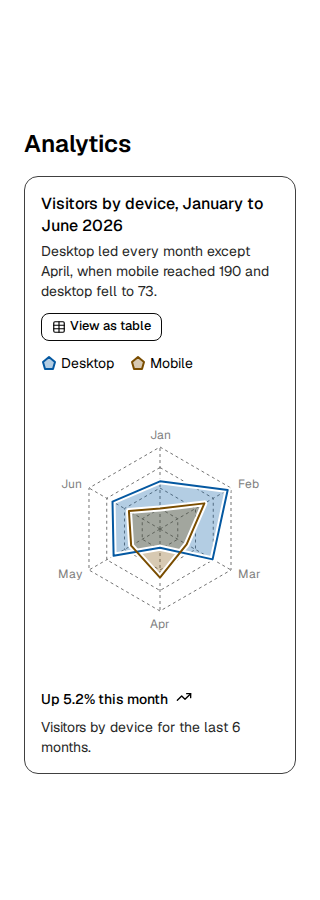 Analytics
Visitors by device, January to
June 2026
Desktop led every month except
April, when mobile reached 190 and
desktop fell to 73.
View as table
Desktop
Mobile
Jan
Jun
Feb
May
Mar
Apr
Up 5.2% this month
Visitors by device for the last 6
months.